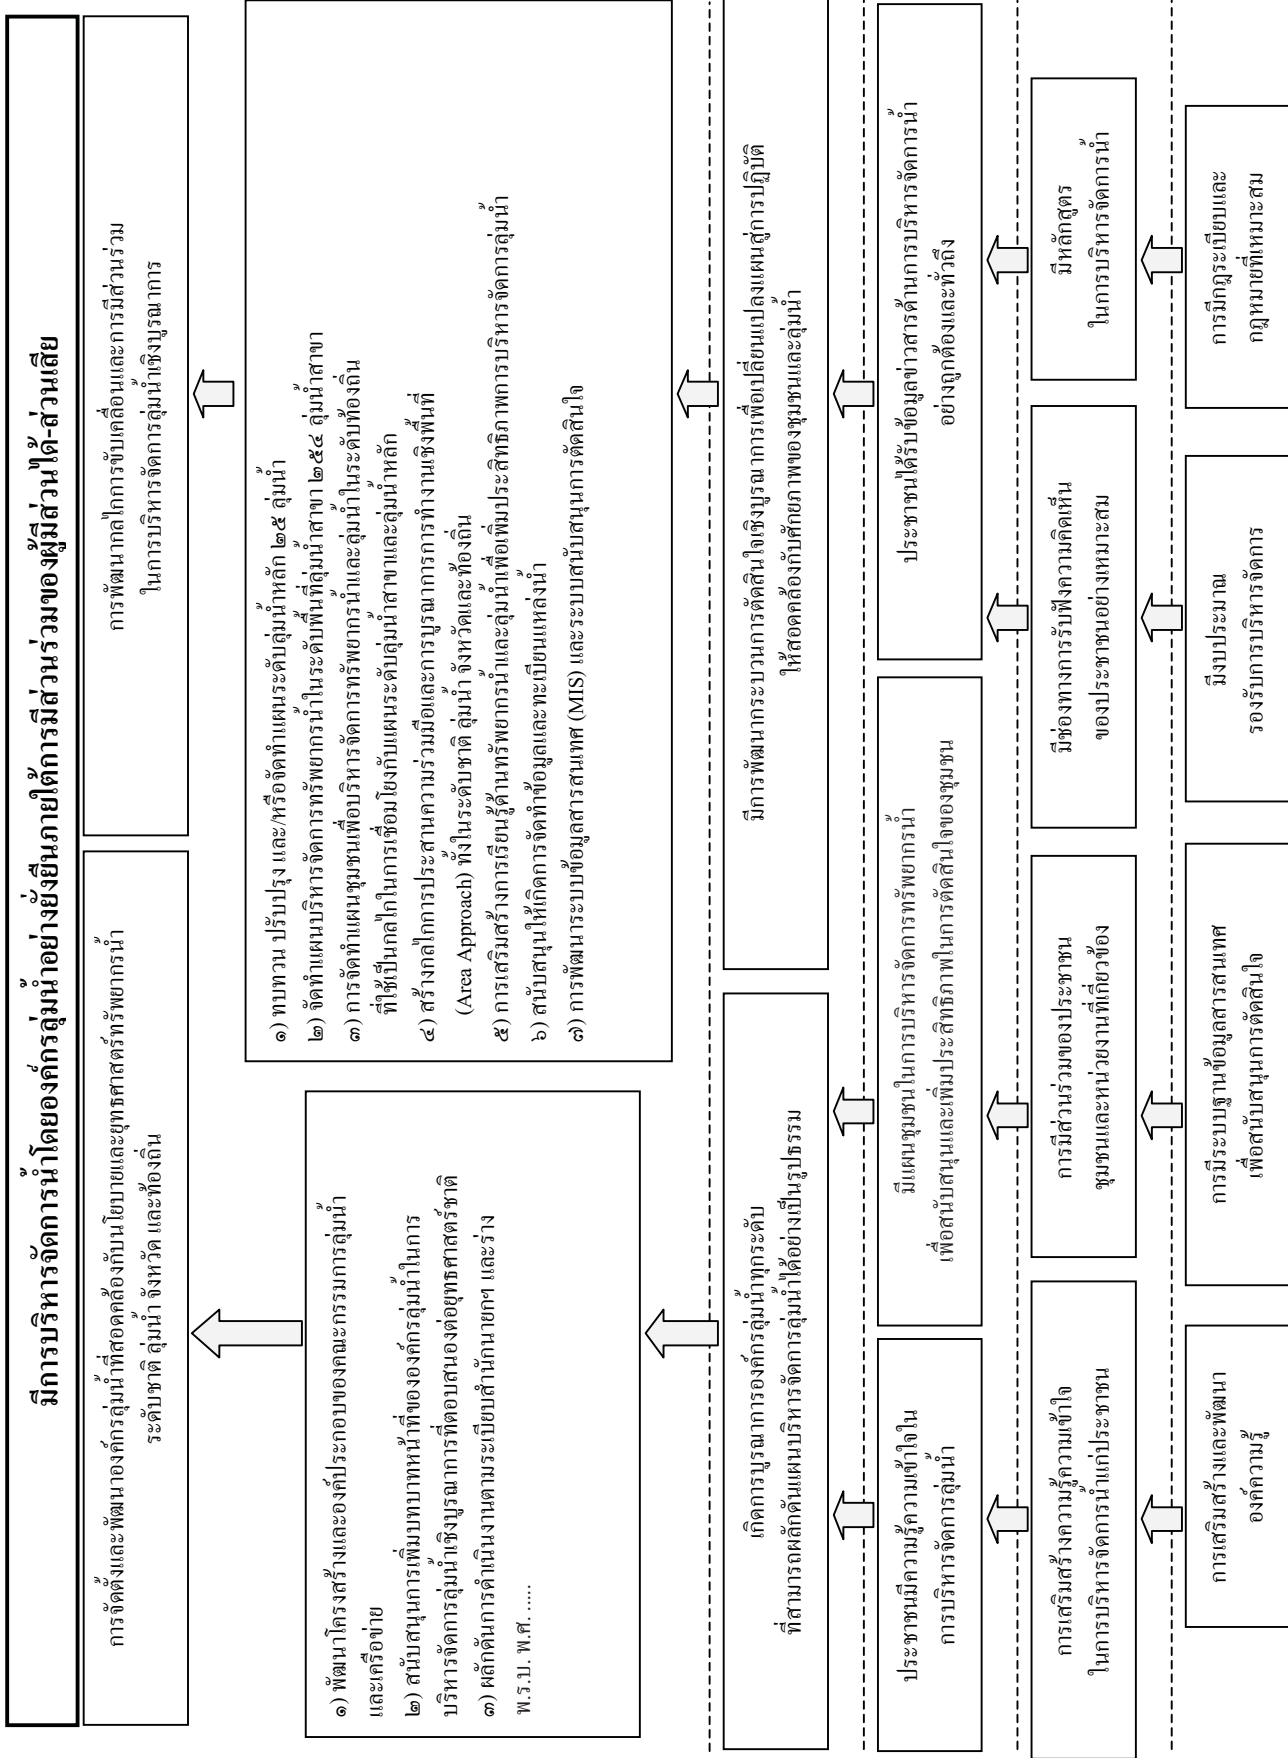 มีการบริหารจัดการน้ำโดยองค์กรลุ่มน้ำอย่างยั่งยืนภายใต้การมีส่วนร่วมของผู้มีส่วนได้-ส่วนเสีย
การจัดตั้งและพัฒนาองค์กรลุ่มน้ำที่สอดคล้องกับนโยบายและยุทธศาสตร์ทรัพยากรน้ำ
ระดับชาติ ลุ่มน้ำ จังหวัด และท้องถิ่น
การพัฒนากลไกการขับเคลื่อนและการมีส่วนร่วม
ในการบริหารจัดการลุ่มน้ำเชิงบูรณาการ
๑) พัฒนาโครงสร้างและองค์ประกอบของคณะกรรมการลุ่มน้ำ
และเครือข่าย
๒) สนับสนุนการเพิ่มบทบาทหน้าที่ขององค์กรลุ่มน้ำในการ
บริหารจัดการลุ่มน้ำเชิงบูรณาการที่ตอบสนองต่อยุทธศาสตร์ชาติ
๓) ผลักดันการดำเนินงานตามระเบียบสำนักนายกฯ และร่าง
พ.ร.บ. พ.ศ. .....
๑) ทบทวน ปรับปรุง และ/หรือจัดทำแผนระดับลุ่มน้ำหลัก ๒๕ ลุ่มน้ำ
๒) จัดทำแผนบริหารจัดการทรัพยากรน้ำในระดับพื้นที่ลุ่มน้ำสาขา ๒๕๔ ลุ่มน้ำสาขา
๓) การจัดทำแผนชุมชนเพื่อบริหารจัดการทรัพยากรน้ำและลุ่มน้ำในระดับท้องถิ่น
ที่ใช้เป็นกลไกในการเชื่อมโยงกับแผนระดับลุ่มน้ำสาขาและลุ่มน้ำหลัก
๔) สร้างกลไกการประสานความร่วมมือและการบูรณาการการทำงานเชิงพื้นที่
(Area Approach) ทั้งในระดับชาติ ลุ่มน้ำ จังหวัดและท้องถิ่น
๕) การเสริมสร้างการเรียนรู้ด้านทรัพยากรน้ำและลุ่มน้ำเพื่อเพิ่มประสิทธิภาพการบริหารจัดการลุ่มน้ำ
๖) สนับสนุนให้เกิดการจัดทำข้อมูลและทะเบียนแหล่งน้ำ
๗) การพัฒนาระบบข้อมูลสารสนเทศ (MIS) และระบบสนับสนุนการตัดสินใจ
เกิดการบูรณาการองค์กรลุ่มน้ำทุกระดับ
ที่สามารถผลักดันแผนบริหารจัดการลุ่มน้ำได้อย่างเป็นรูปธรรม
มีการพัฒนากระบวนการตัดสินใจเชิงบูรณาการเพื่อเปลี่ยนแปลงแผนสู่การปฏิบัติ
ให้สอดคล้องกับศักยภาพของชุมชนและลุ่มน้ำ
ประชาชนมีความรู้ความเข้าใจใน
การบริหารจัดการลุ่มน้ำ
มีแผนชุมชนในการบริหารจัดการทรัพยากรน้ำ
เพื่อสนับสนุนและเพิ่มประสิทธิภาพในการตัดสินใจของชุมชน
ประชาชนได้รับข้อมูลข่าวสารด้านการบริหารจัดการน้ำ
อย่างถูกต้องและทั่วถึง
การเสริมสร้างความรู้ความเข้าใจ
ในการบริหารจัดการน้ำแก่ประชาชน
การมีส่วนร่วมของประชาชน
ชุมชนและหน่วยงานที่เกี่ยวข้อง
มีช่องทางการรับฟังความคิดเห็น
ของประชาชนอย่างเหมาะสม
มีหลักสูตร
ในการบริหารจัดการน้ำ
การเสริมสร้างและพัฒนา
องค์ความรู้
การมีระบบฐานข้อมูลสารสนเทศ
เพื่อสนับสนุนการตัดสินใจ
มีงบประมาณ
รองรับการบริหารจัดการ
การมีกฎระเบียบและ
กฎหมายที่เหมาะสม